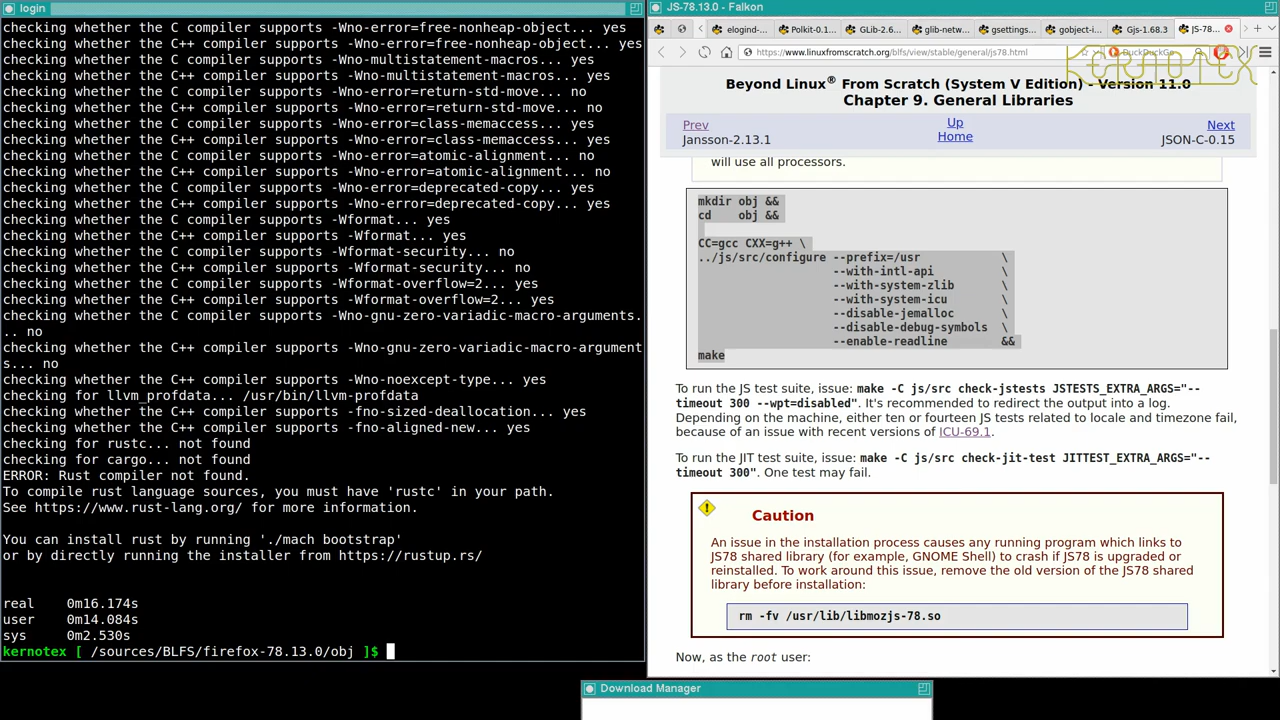 login
checking whether the C compiler supports -Wno-error=free-nonheap-object... yes
checking whether the C++ compiler supports -Wno-error=free-nonheap-object... yes
checking whether the C compiler supports -Wno-multistatement-macros... yes
checking whether the C++ compiler supports -Wno-multistatement-macros... yes
checking whether the C compiler supports -Wno-error=return-std-move... no
checking whether the C++ compiler supports -Wno-error=return-std-move... no
checking whether the C compiler supports -Wno-error=class-memaccess... yes
checking whether the C++ compiler supports -Wno-error=class-memaccess... yes
checking whether the C compiler supports -Wno-error=atomic-alignment... no
checking whether the C++ compiler supports -Wno-error=atomic-alignment... no
checking whether the C compiler supports -Wno-error=deprecated-copy... yes
checking whether the C++ compiler supports -Wno-error=deprecated-copy... yes
checking whether the C compiler supports -Wformat... yes
checking whether the C++ compiler supports -Wformat... yes
checking whether the C compiler supports -Wformat-security... no
checking whether the C++ compiler supports -Wformat-security... no
checking whether the C compiler supports -Wformat-overflow=2... yes
checking whether the C++ compiler supports -Wformat-overflow=2... yes
checking whether the C compiler supports -Wno-gnu-zero-variadic-macro-arguments.
.. no
checking whether the C++ compiler supports -Wno-gnu-zero-variadic-macro-argument
s... no
checking whether the C++ compiler supports -Wno-noexcept-type... yes
checking for llvm_profdata... /usr/bin/llvm-profdata
checking whether the C++ compiler supports -fno-sized-deallocation... yes
checking whether the C++ compiler supports -fno-aligned-new... yes
checking for rustc... not found
checking for cargo... not found
ERROR: Rust compiler not found.
To compile rust language sources, you must have 'rustc' in your path.
See https://www.rust-lang.org/ for more information.
You can install rust by running './mach bootstrap'
or by directly running the installer from https://rustup.rs/
real 0m16.174s
user 0m14.084s
sys 0m2.530s
kernotex [ /sources/BLFS/firefox-78.13.0/obj ]$
JS-78.13.0 - Falkon
elogind-... Polkit-0.1... GLib-2.6... glib-netw... gsettings... gobject-i... Gjs-1.68.3 JS-78...
https://www.linuxfromscratch.org/blfs/view/stable/general/js78.html DuckDuckGo
KERNOTEX
Beyond Linux® From Scratch (System V Edition) - Version 11.0
Chapter 9. General Libraries
Prev Up Next
Jansson-2.13.1 Home JSON-C-0.15
will use all processors.
mkdir obj &&
cd obj &&
CC=gcc CXX=g++ \
../js/src/configure --prefix=/usr \
--with-intl-api \
--with-system-zlib \
--with-system-icu \
--disable-jemalloc \
--disable-debug-symbols \
--enable-readline &&
make
To run the JS test suite, issue: make -C js/src check-jstests JSTESTS_EXTRA_ARGS="--
timeout 300 --wpt=disabled". It's recommended to redirect the output into a log.
Depending on the machine, either ten or fourteen JS tests related to locale and timezone fail,
because of an issue with recent versions of ICU-69.1.
To run the JIT test suite, issue: make -C js/src check-jit-test JITTEST_EXTRA_ARGS="--
timeout 300". One test may fail.
Caution
An issue in the installation process causes any running program which links to
JS78 shared library (for example, GNOME Shell) to crash if JS78 is upgraded or
reinstalled. To work around this issue, remove the old version of the JS78 shared
library before installation:
rm -fv /usr/lib/libmozjs-78.so
Now, as the root user:
Download Manager